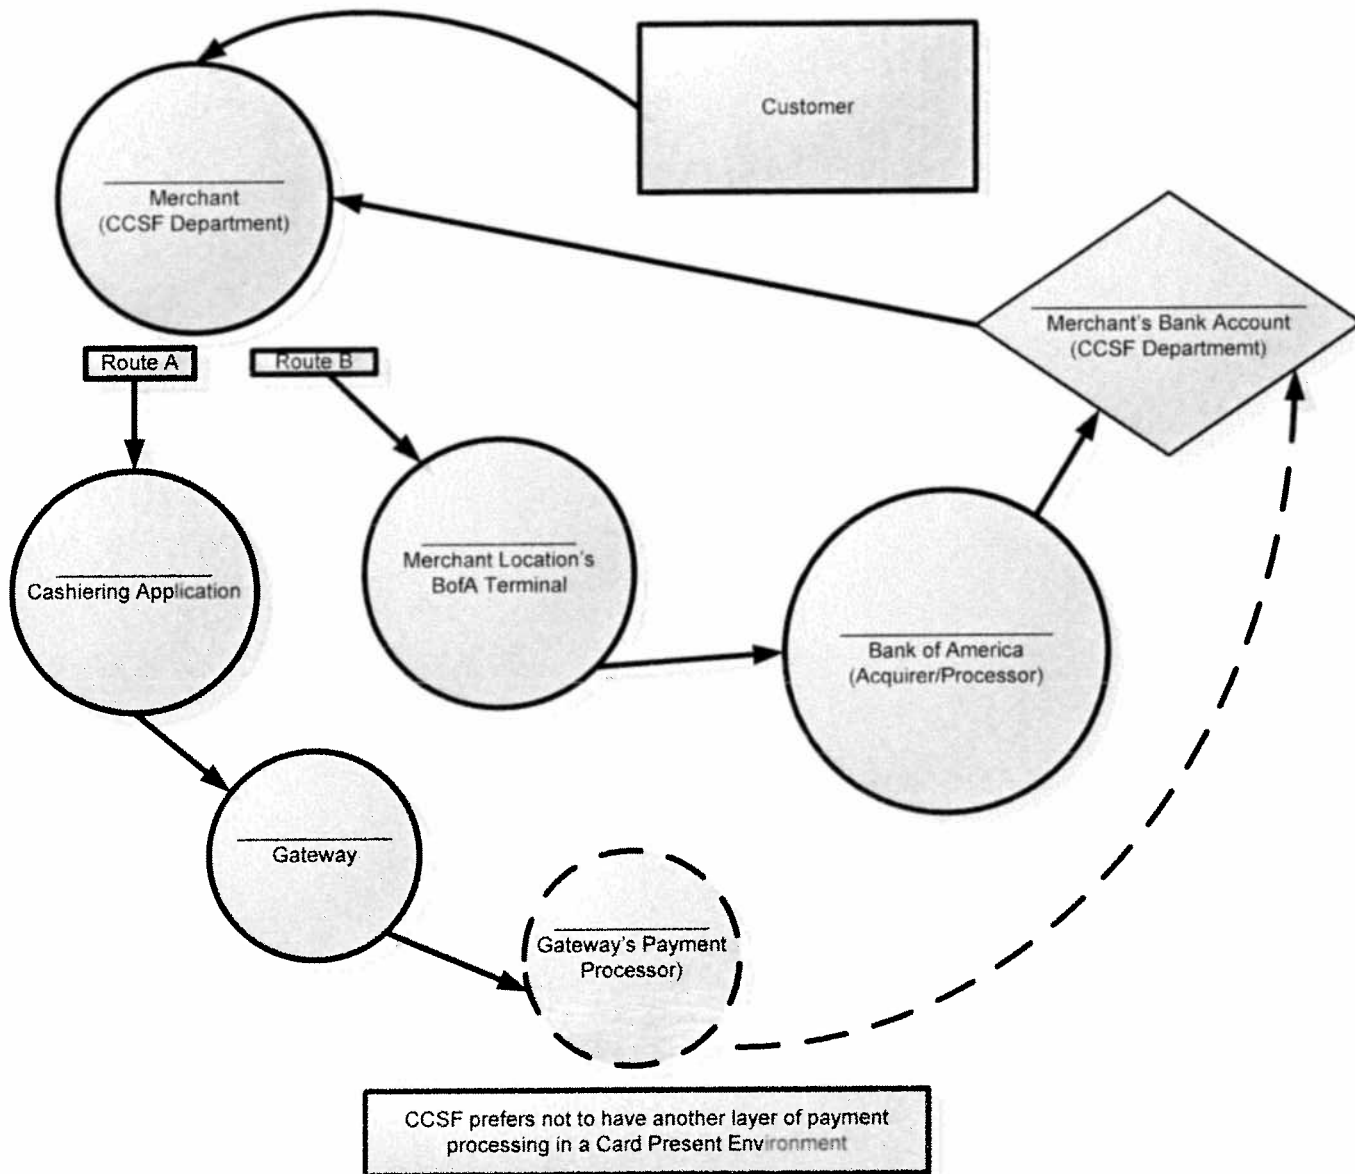 Customer
Merchant
(CCSF Department)
Merchant's Bank Account
(CCSF Departmemt)
Route A
Route B
Merchant Location's
BofA Terminal
Cashiering Application
Bank of America
(Acquirer/Processor)
Gateway
Gateway's Payment
Processor)
CCSF prefers not to have another layer of payment
processing in a Card Present Environment